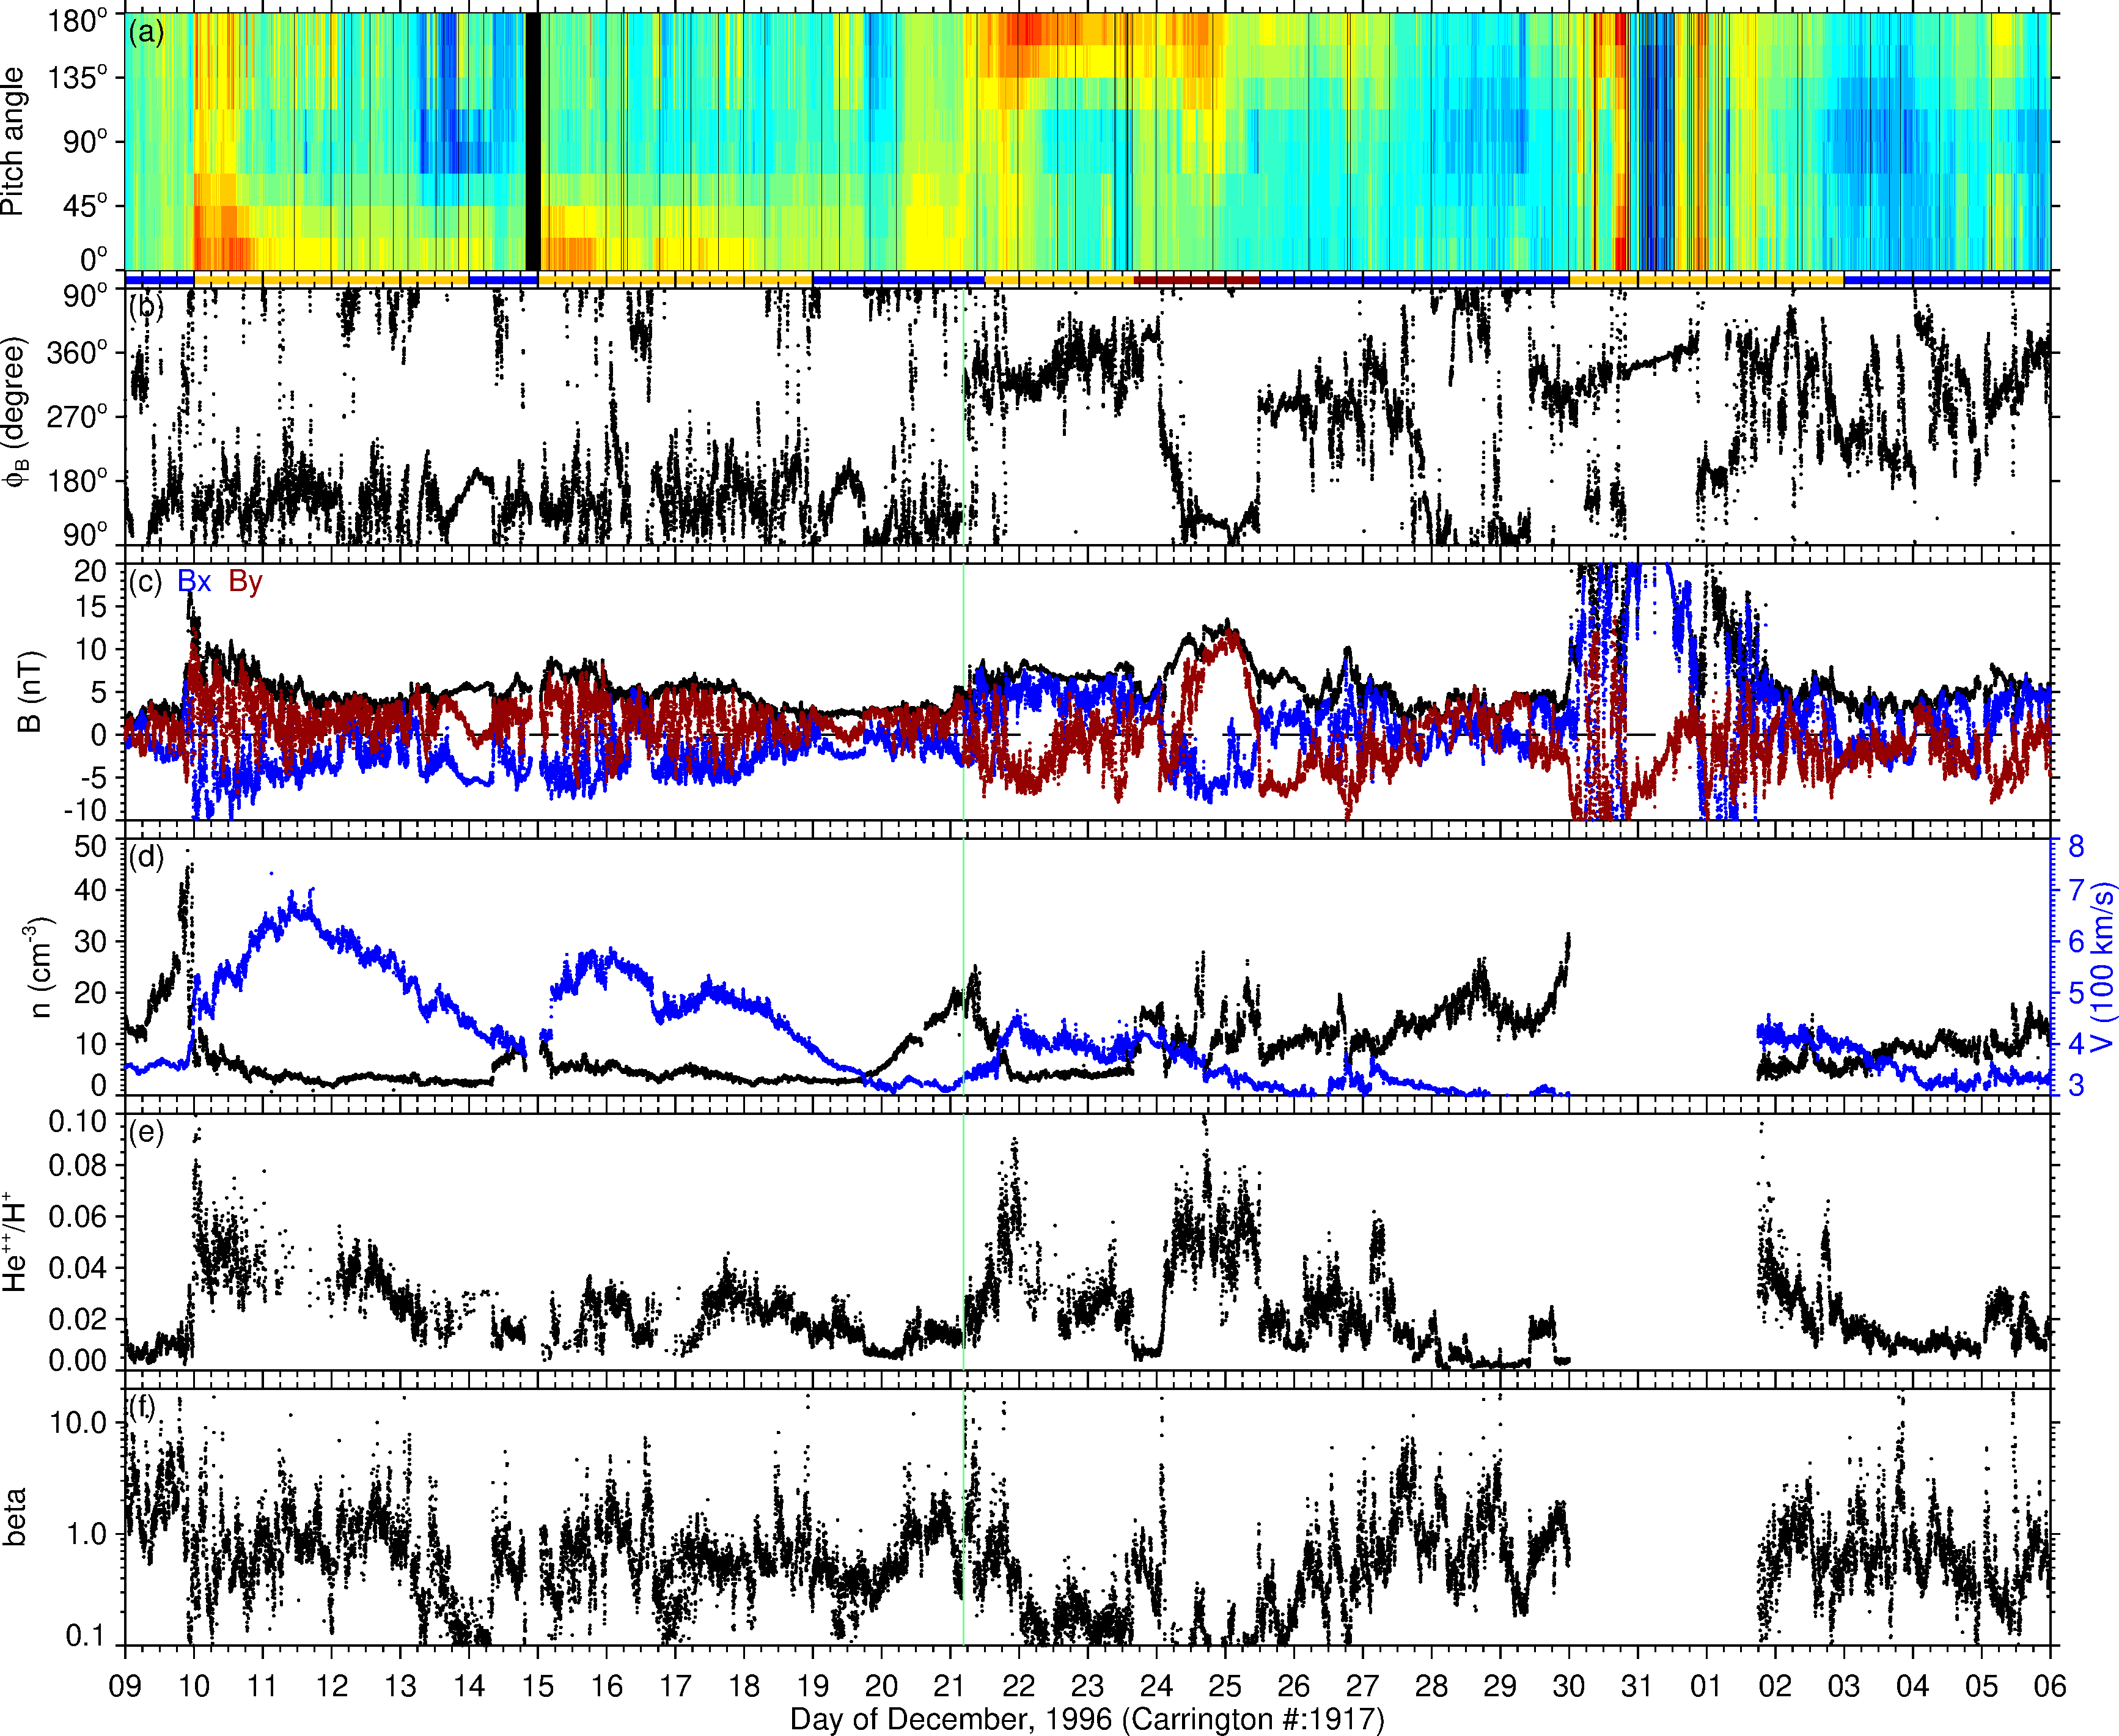 (a)
180°
135°
90°
45°
0°
Pitch angle
(b)
90°
360°
270°
180°
90°
ϕB (degree)
(c) Bx By
20
15
10
5
0
-5
-10
B (nT)
(d)
50
40
30
20
10
0
n (cm-3)
8
7
6
5
4
3
V (100 km/s)
(e)
0.10
0.08
0.06
0.04
0.02
0.00
He++/H+
(f)
10.0
1.0
0.1
beta
09 10 11 12 13 14 15 16 17 18 19 20 21 22 23 24 25 26 27 28 29 30 31 01 02 03 04 05 06
Day of December, 1996 (Carrington #:1917)